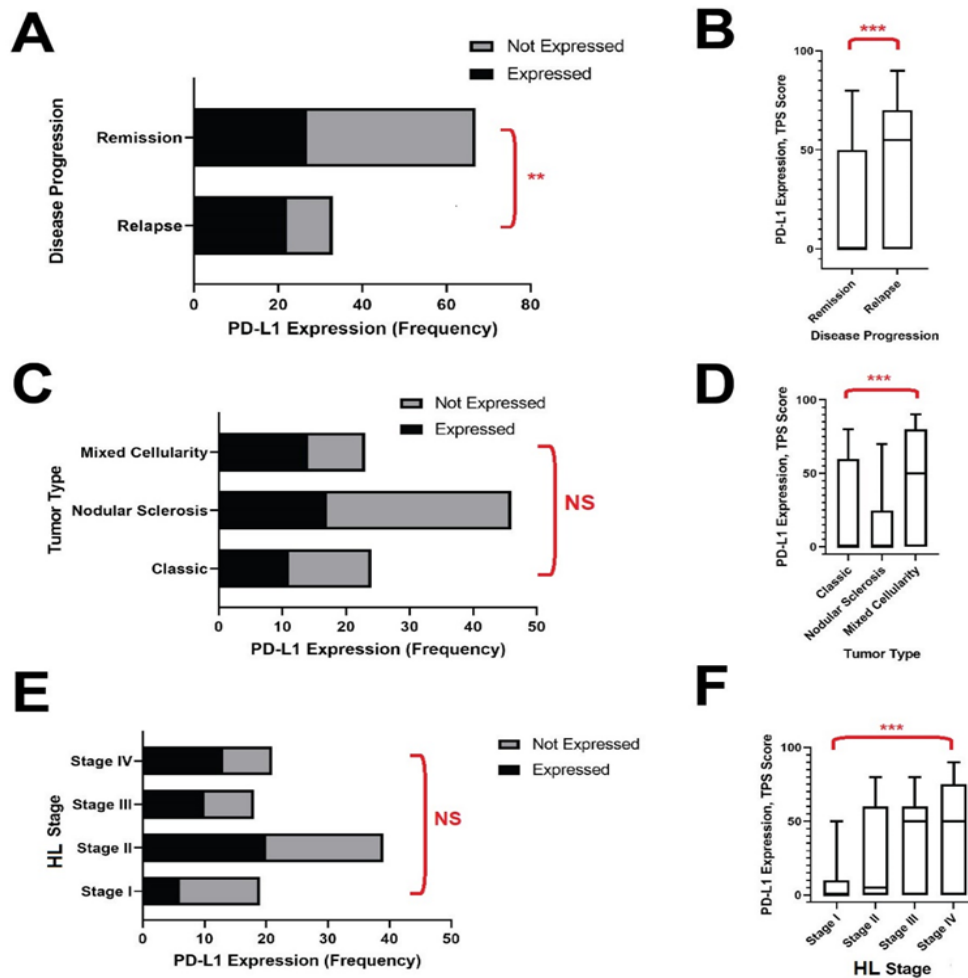 A
Not Expressed
Expressed
Disease Progression
Remission
Relapse
**
0 20 40 60 80
PD-L1 Expression (Frequency)
B
***
PD-L1 Expression, TPS Score
100
50
0
Remission
Relapse
Disease Progression
C
Not Expressed
Expressed
Tumor Type
Mixed Cellularity
Nodular Sclerosis
Classic
NS
0 10 20 30 40 50
PD-L1 Expression (Frequency)
D
***
PD-L1 Expression, TPS Score
100
50
0
Classic
Nodular Sclerosis
Mixed Cellularity
Tumor Type
E
Not Expressed
Expressed
HL Stage
Stage IV
Stage III
Stage II
Stage I
NS
0 10 20 30 40 50
PD-L1 Expression (Frequency)
F
***
PD-L1 Expression, TPS Score
100
50
0
Stage I
Stage II
Stage III
Stage IV
HL Stage